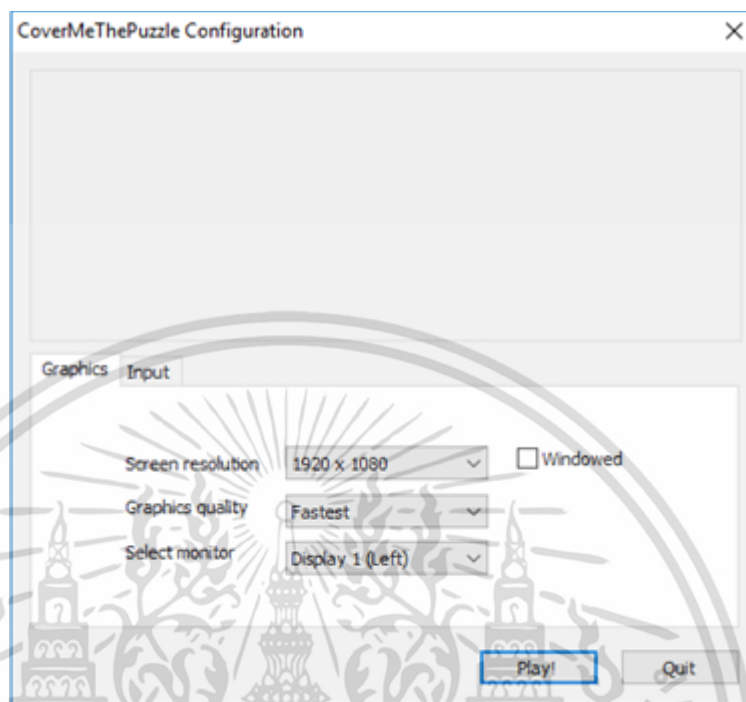 CoverMeThePuzzle Configuration
Graphics Input
Screen resolution 1920 x 1080 Windowed
Graphics quality Fastest
Select monitor Display 1 (Left)
Play! Quit